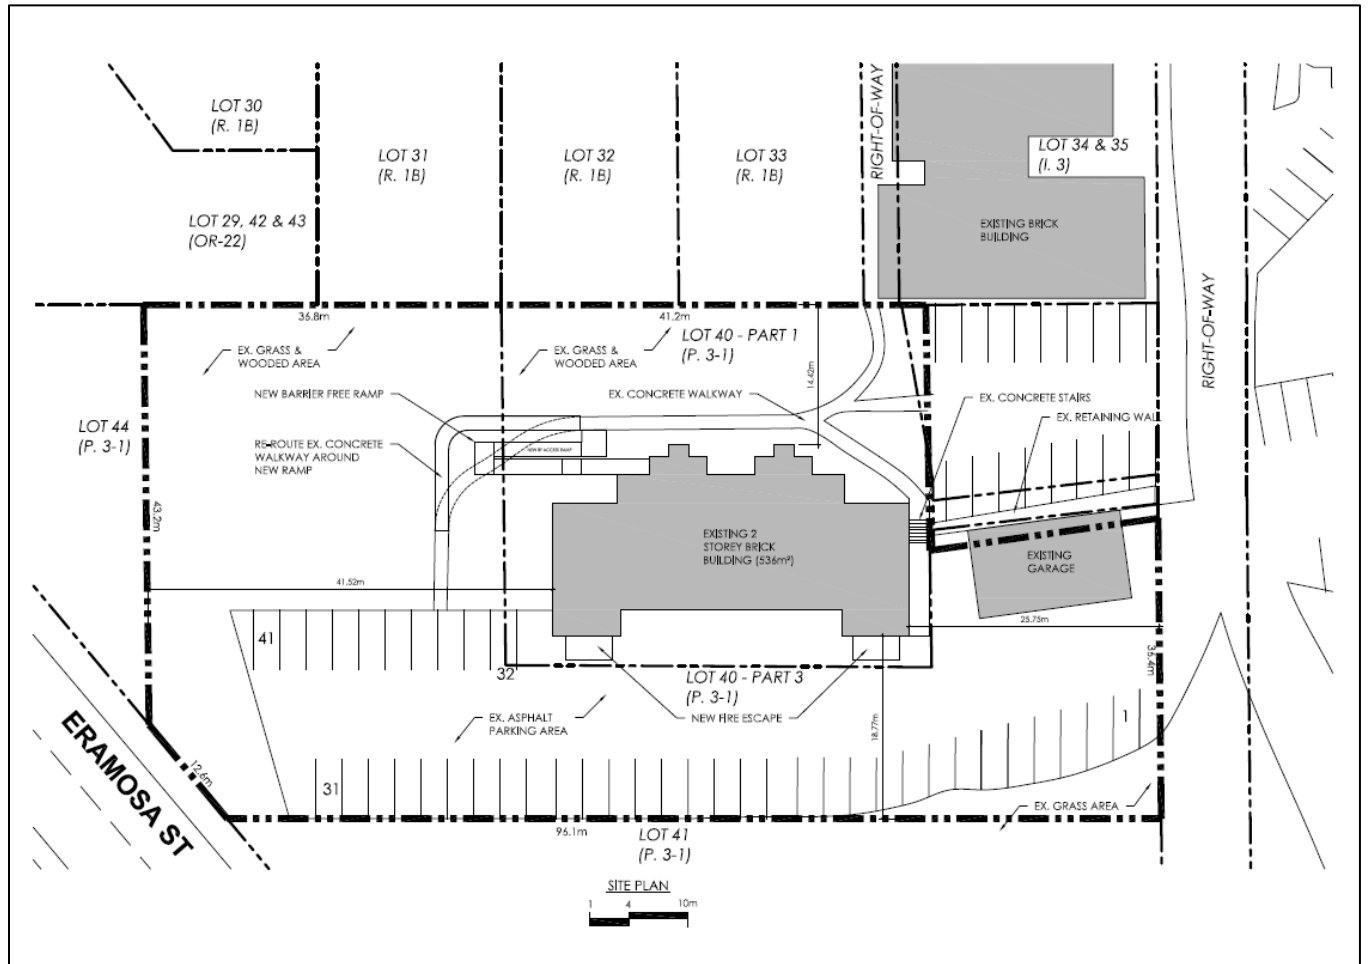 LOT 30
(R. 1B)
LOT 31
(R. 1B)
LOT 32
(R. 1B)
LOT 33
(R. 1B)
RIGHT-OF-WAY
LOT 34 & 35
(I. 3)
LOT 29, 42 & 43
(OR-22)
EXISTING BRICK
BUILDING
RIGHT-OF-WAY
36.8m
41.2m
LOT 40 - PART 1
(P. 3-1)
EX. GRASS &
WOODED AREA
EX. GRASS &
WOODED AREA
14.42m
NEW BARRIER FREE RAMP
EX. CONCRETE WALKWAY
EX. CONCRETE STAIRS
EX. RETAINING WAL
LOT 44
(P. 3-1)
RE-ROUTE EX. CONCRETE
WALKWAY AROUND
NEW RAMP
NEW BF ACCESS RAMP
43.2m
EXISTING 2
STOREY BRICK
BUILDING (536m²)
EXISTING
GARAGE
41.52m
25.75m
41
32
36.4m
LOT 40 - PART 3
(P. 3-1)
NEW FIRE ESCAPE
EX. ASPHALT
PARKING AREA
18.77m
1
ERAMOSA ST
12.6m
31
EX. GRASS AREA
96.1m
LOT 41
(P. 3-1)
SITE PLAN
1 4 10m